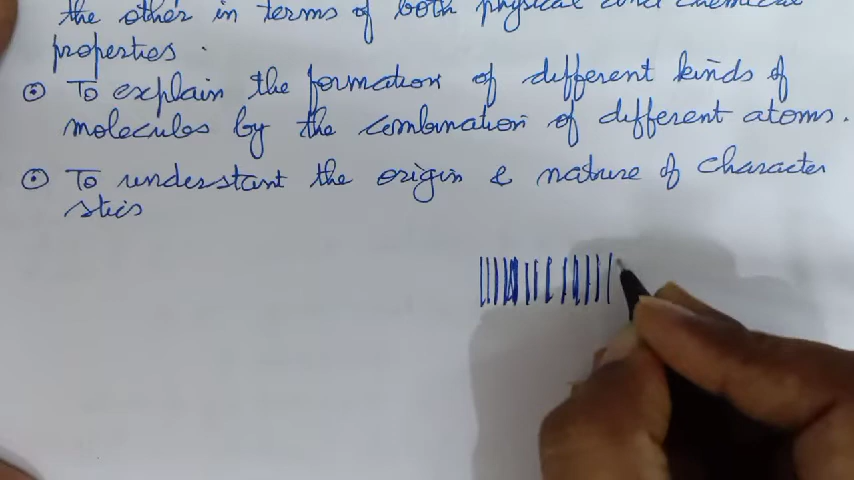 the other in terms of both physical and chemical
properties.
To explain the formation of different kinds of
molecules by the combination of different atoms.
To understant the origin & nature of character
stics